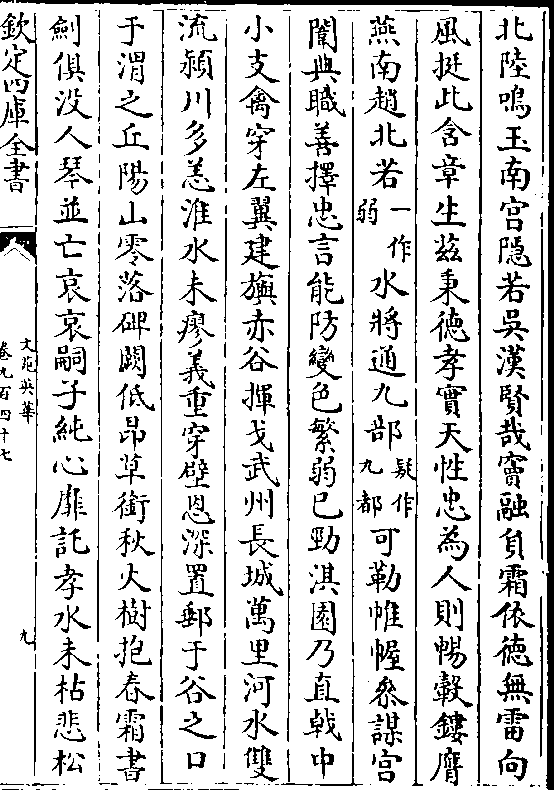 北陸鳴玉南宫隠若吳漢賢哉竇融負霜依德無雷向
風挺此含章生兹秉德孝實天性忠為人則暢轂鏤膺
燕南趙北若一作弱水將通九部疑作九都可勒帷幄叅謀宫
闈典職善擇忠言能防變色繁弱已勁淇園乃直戟中
小支禽穿左翼建旟赤谷揮戈武州長城萬里河水雙
流潁川多恙淮水未瘳義重穿壁恩深置郵于谷之口
于渭之丘陽山零落碑闕低昂草銜秋火樹抱春霜書
劍俱没人琴並亡哀哀嗣子純心靡託孝水未枯悲松
欽定四庫全書
文苑英華
卷九百四十七
九